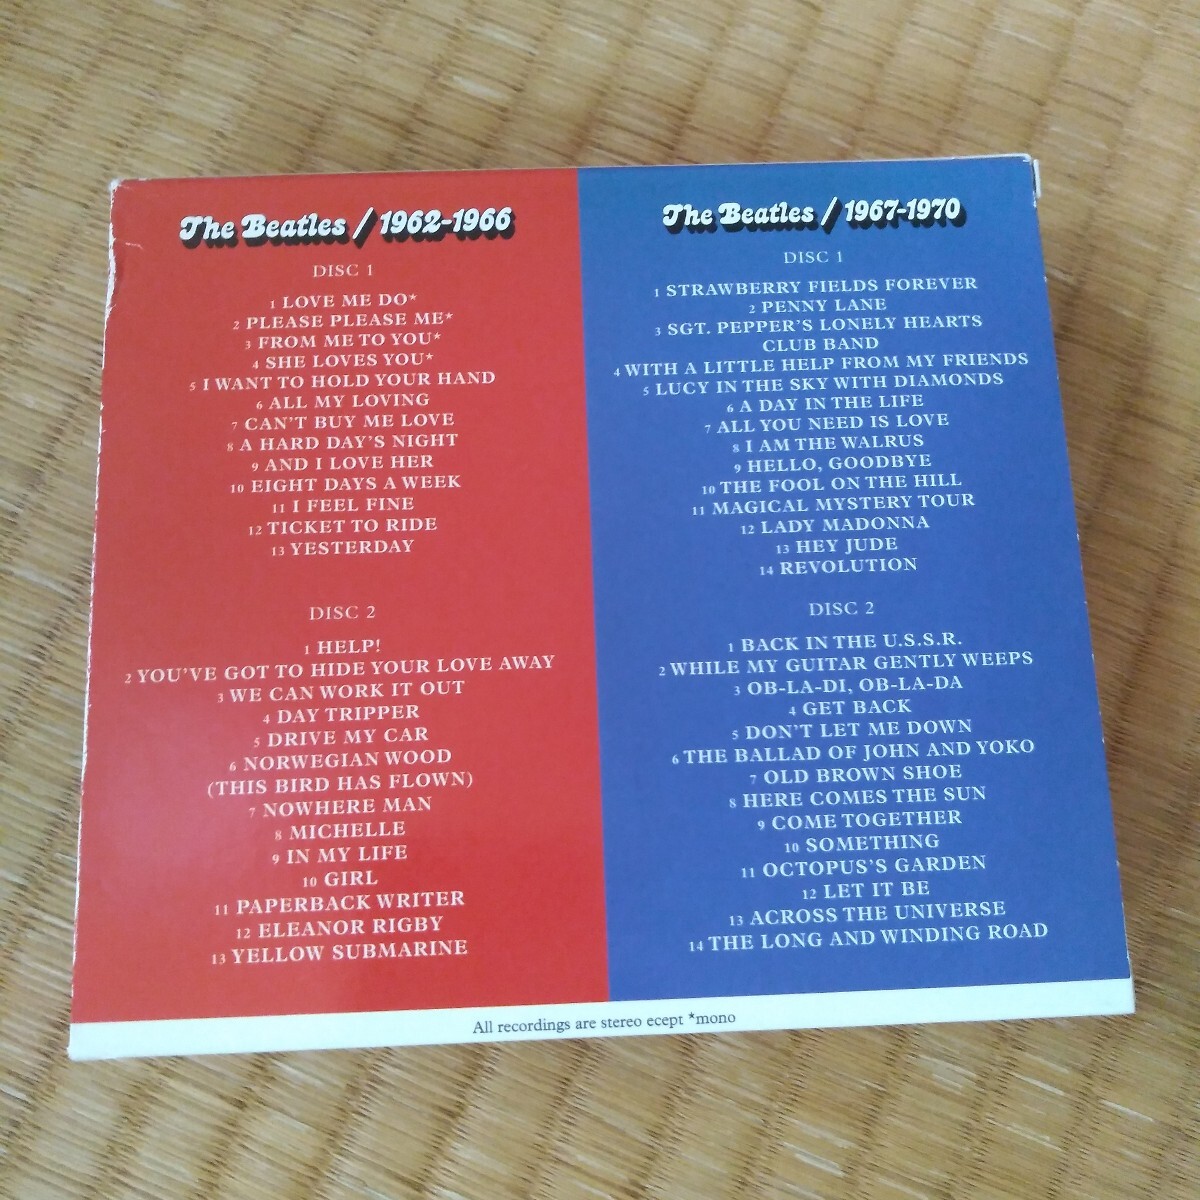 The Beatles / 1962-1966
DISC 1
1 LOVE ME DO*
2 PLEASE PLEASE ME*
3 FROM ME TO YOU*
4 SHE LOVES YOU*
5 I WANT TO HOLD YOUR HAND
6 ALL MY LOVING
7 CAN'T BUY ME LOVE
8 A HARD DAY'S NIGHT
9 AND I LOVE HER
10 EIGHT DAYS A WEEK
11 I FEEL FINE
12 TICKET TO RIDE
13 YESTERDAY
DISC 2
1 HELP!
2 YOU'VE GOT TO HIDE YOUR LOVE AWAY
3 WE CAN WORK IT OUT
4 DAY TRIPPER
5 DRIVE MY CAR
6 NORWEGIAN WOOD
(THIS BIRD HAS FLOWN)
7 NOWHERE MAN
8 MICHELLE
9 IN MY LIFE
10 GIRL
11 PAPERBACK WRITER
12 ELEANOR RIGBY
13 YELLOW SUBMARINE
The Beatles / 1967-1970
DISC 1
1 STRAWBERRY FIELDS FOREVER
2 PENNY LANE
3 SGT. PEPPER'S LONELY HEARTS
CLUB BAND
4 WITH A LITTLE HELP FROM MY FRIENDS
5 LUCY IN THE SKY WITH DIAMONDS
6 A DAY IN THE LIFE
7 ALL YOU NEED IS LOVE
8 I AM THE WALRUS
9 HELLO, GOODBYE
10 THE FOOL ON THE HILL
11 MAGICAL MYSTERY TOUR
12 LADY MADONNA
13 HEY JUDE
14 REVOLUTION
DISC 2
1 BACK IN THE U.S.S.R.
2 WHILE MY GUITAR GENTLY WEEPS
3 OB-LA-DI, OB-LA-DA
4 GET BACK
5 DON'T LET ME DOWN
6 THE BALLAD OF JOHN AND YOKO
7 OLD BROWN SHOE
8 HERE COMES THE SUN
9 COME TOGETHER
10 SOMETHING
11 OCTOPUS'S GARDEN
12 LET IT BE
13 ACROSS THE UNIVERSE
14 THE LONG AND WINDING ROAD
All recordings are stereo ecept *mono